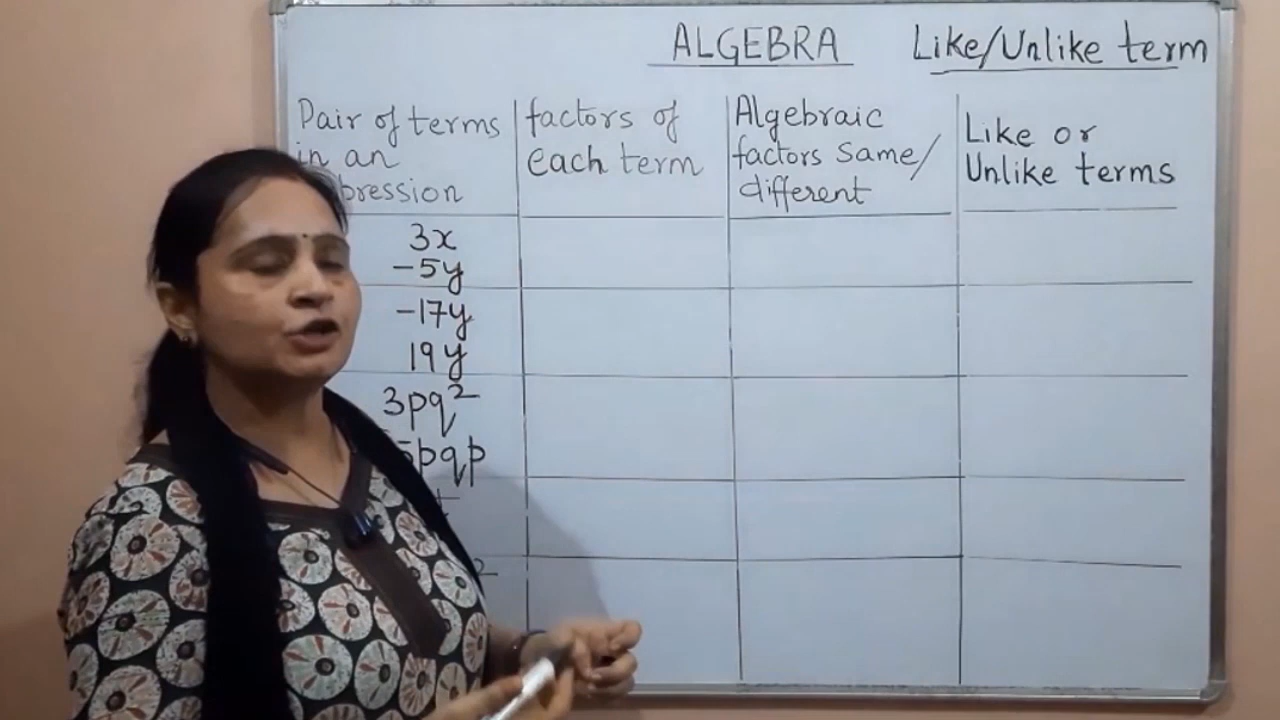 ALGEBRA Like/Unlike term
Pair of terms
in an
factors of
each term
Algebraic
factors same/
different
Like or
Unlike terms
3x
-5y
-17y
19y
3pq²
5pqp